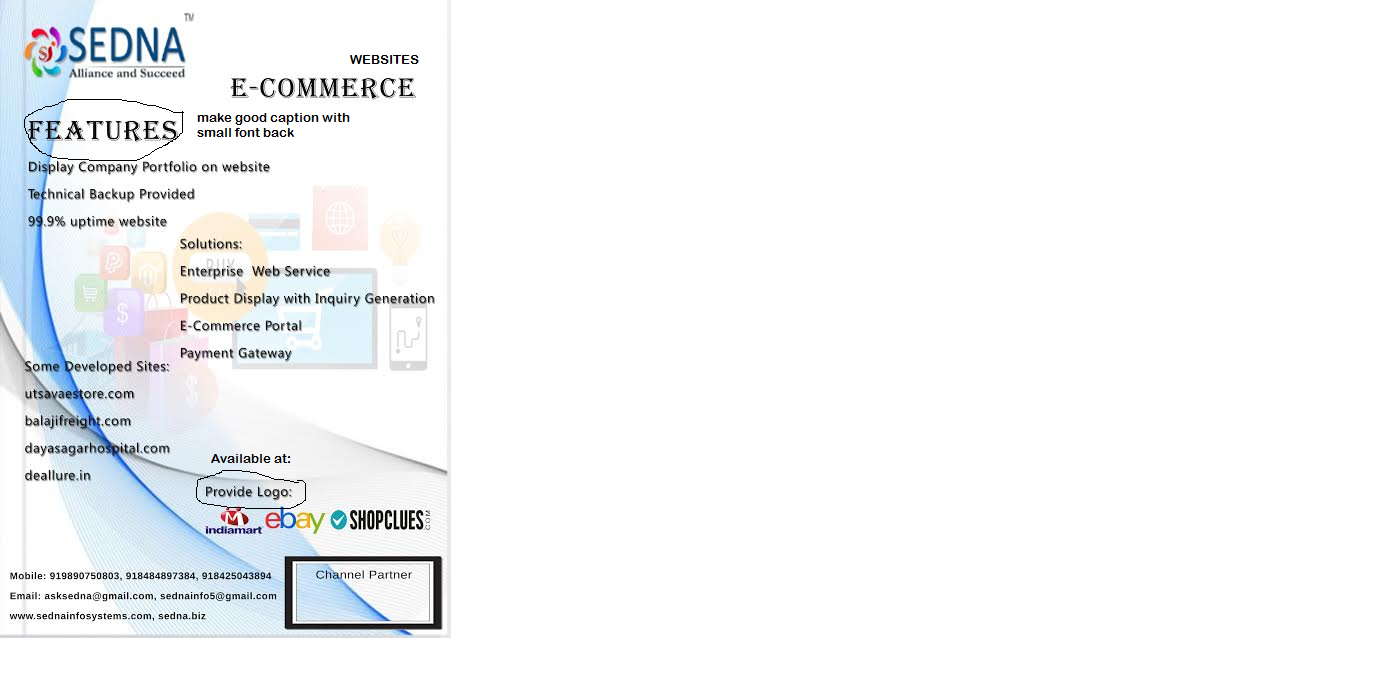 TM
SEDNA
Alliance and Succeed
WEBSITES
E-COMMERCE
make good caption with
small font back
FEATURES
Display Company Portfolio on website
Technical Backup Provided
99.9% uptime website
Solutions:
BUY
Enterprise  Web Service
Product Display with Inquiry Generation
E-Commerce Portal
Payment Gateway
Some Developed Sites:
utsavaestore.com
balajifreight.com
dayasagarhospital.com
deallure.in
Available at:
Provide Logo:
indiamart
ebay
SHOPCLUES.COM
Mobile: 919890750803, 918484897384, 918425043894
Email: asksedna@gmail.com, sednainfo5@gmail.com
www.sednainfosystems.com, sedna.biz
Channel Partner